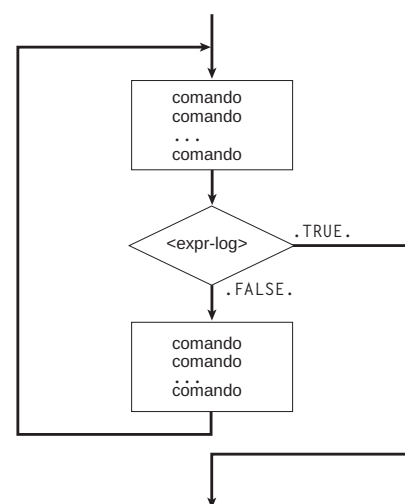 comando
comando
...
comando
<expr-log>
.TRUE.
.FALSE.
comando
comando
...
comando